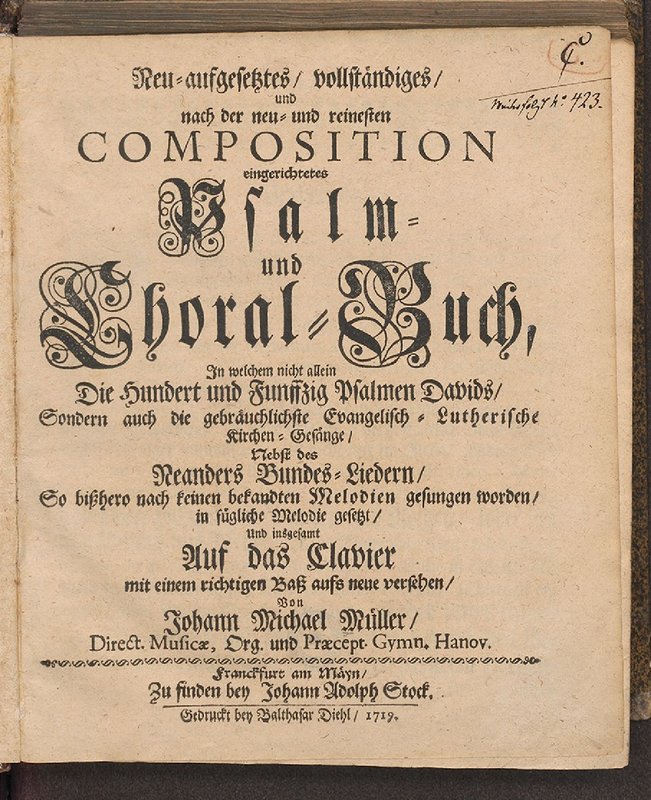 C.
No 423.
Neu-aufgesetztes/ vollständiges/
und
nach der neu- und reinesten
COMPOSITION
eingerichtetes
Psalm-
und
Choral-Buch,
In welchem nicht allein
Die Hundert und Funffzig Psalmen Davids/
Sondern auch die gebräuchlichste Evangelisch-Lutherische
Kirchen-Gesänge/
Nebst des
Neanders Bundes-Liedern/
So bißhero nach keinen bekandten Melodien gesungen worden/
in fügliche Melodie gesetzt/
Und insgesamt
Auf das Clavier
mit einem richtigen Baß aufs neue versehen/
Von
Johann Michael Müller/
Direct. Musicæ, Org. und Præcept. Gymn. Hanov.
Franckfurt am Mäyn/
Zu finden bey Johann Adolph Stock.
Gedruckt bey Balthasar Diehl/ 1719.